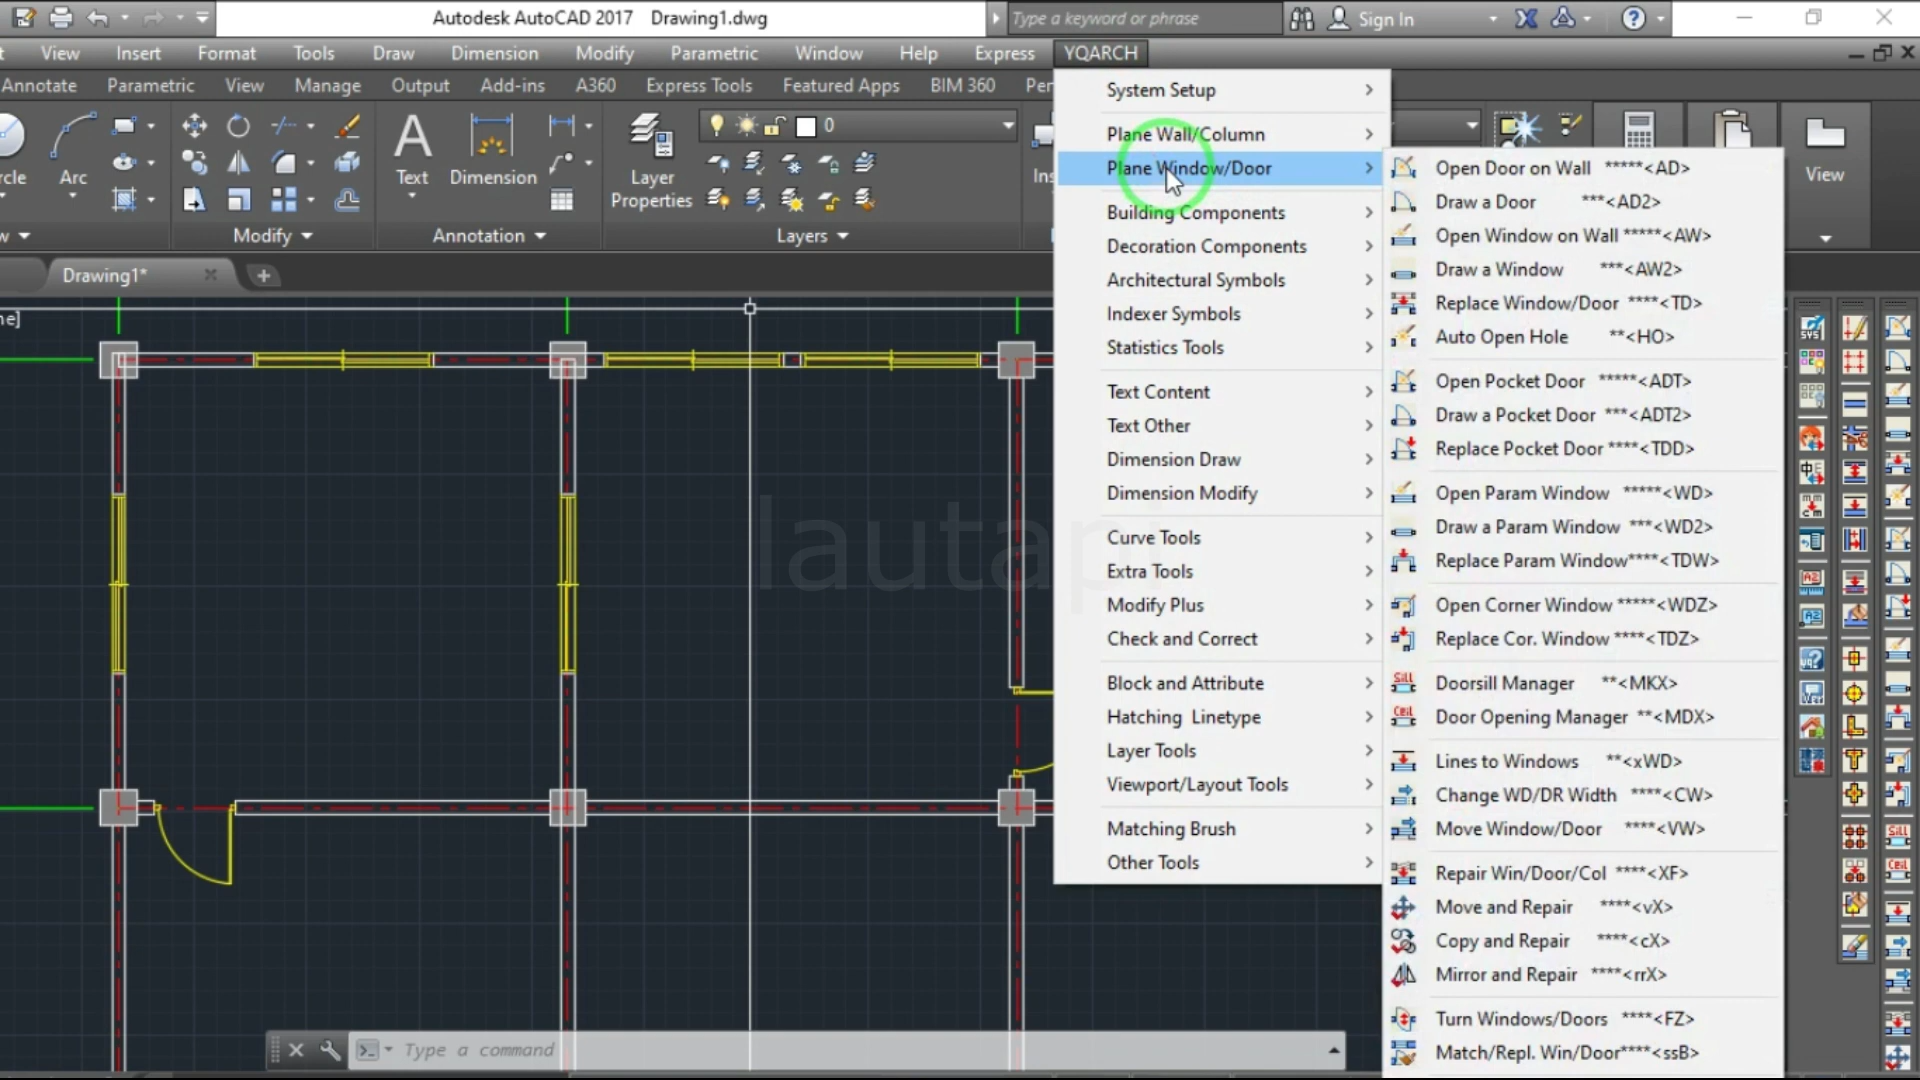 Autodesk AutoCAD 2017 Drawing1.dwg
Type a keyword or phrase
Sign In
View Insert Format Tools Draw Dimension Modify Parametric Window Help Express YQARCH
Annotate Parametric View Manage Output Add-ins A360 Express Tools Featured Apps BIM 360
0
Arc
Text
Dimension
Layer
Properties
View
Modify
Annotation
Layers
Drawing1*
System Setup
Plane Wall/Column
Plane Window/Door
Building Components
Decoration Components
Architectural Symbols
Indexer Symbols
Statistics Tools
Text Content
Text Other
Dimension Draw
Dimension Modify
Curve Tools
Extra Tools
Modify Plus
Check and Correct
Block and Attribute
Hatching Linetype
Layer Tools
Viewport/Layout Tools
Matching Brush
Other Tools
Open Door on Wall *****<AD>
Draw a Door ***<AD2>
Open Window on Wall *****<AW>
Draw a Window ***<AW2>
Replace Window/Door ****<TD>
Auto Open Hole **<HO>
Open Pocket Door *****<ADT>
Draw a Pocket Door ***<ADT2>
Replace Pocket Door ****<TDD>
Open Param Window *****<WD>
Draw a Param Window ***<WD2>
Replace Param Window****<TDW>
Open Corner Window *****<WDZ>
Replace Cor. Window ****<TDZ>
Sill Doorsill Manager **<MKX>
Ceil Door Opening Manager **<MDX>
Lines to Windows **<xWD>
Change WD/DR Width ****<CW>
Move Window/Door ****<VW>
Repair Win/Door/Col ****<XF>
Move and Repair ****<vX>
Copy and Repair ****<cX>
Mirror and Repair ****<rrX>
Turn Windows/Doors ****<FZ>
Match/Repl. Win/Door****<ssB>
lautapi
Type a command